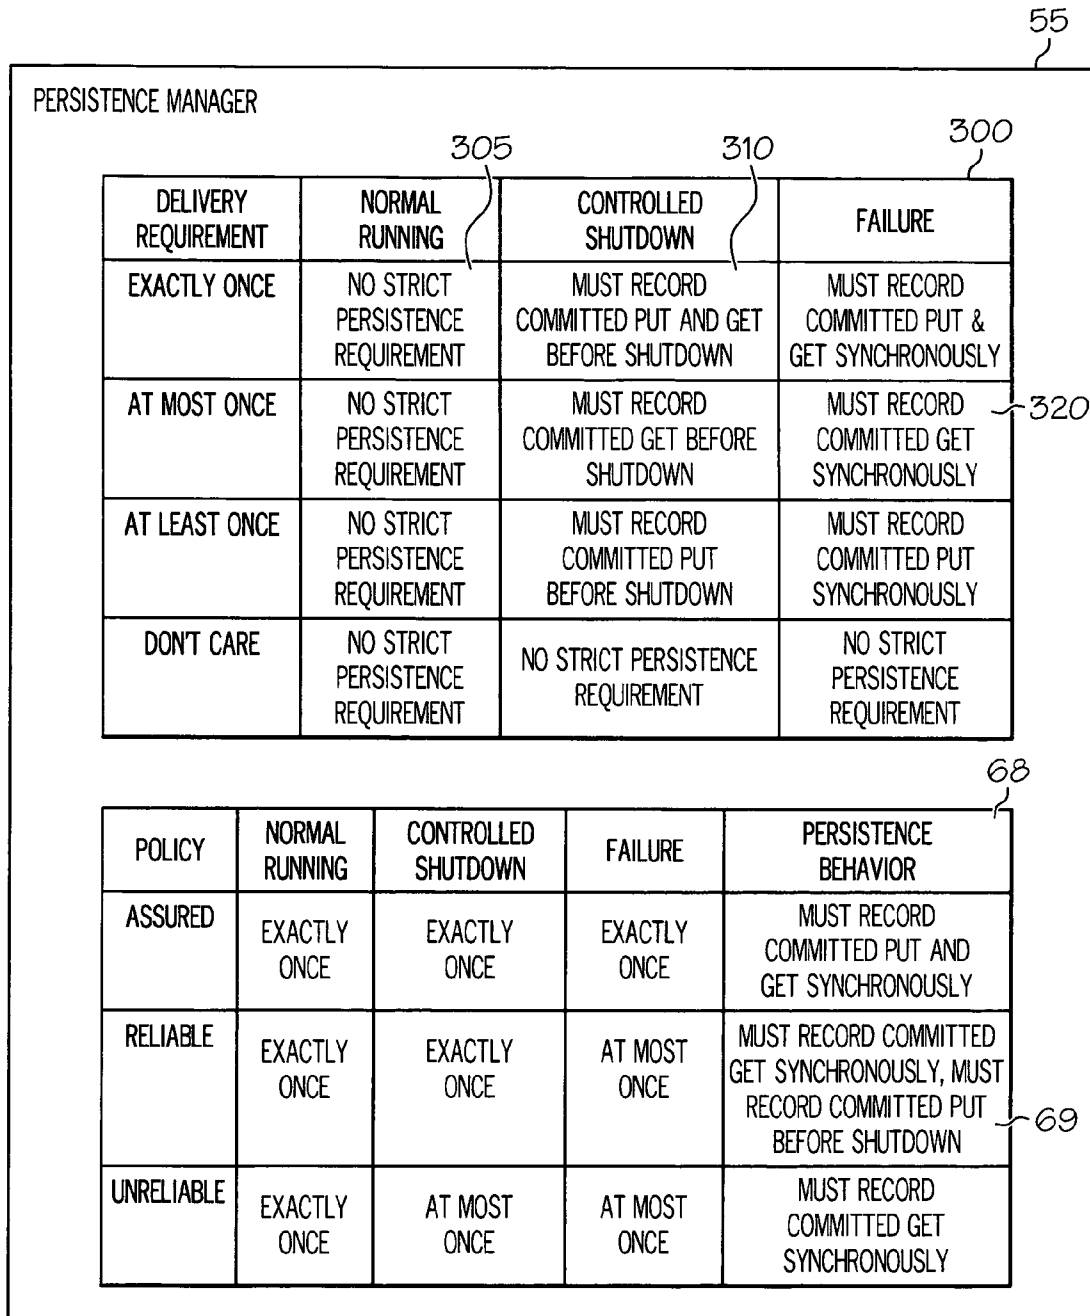 55
PERSISTENCE MANAGER
305
310
300
DELIVERY
REQUIREMENT
NORMAL
RUNNING
CONTROLLED
SHUTDOWN
FAILURE
EXACTLY ONCE
NO STRICT
PERSISTENCE
REQUIREMENT
MUST RECORD
COMMITTED PUT AND GET
BEFORE SHUTDOWN
MUST RECORD
COMMITTED PUT &
GET SYNCHRONOUSLY
AT MOST ONCE
NO STRICT
PERSISTENCE
REQUIREMENT
MUST RECORD
COMMITTED GET BEFORE
SHUTDOWN
MUST RECORD
COMMITTED GET
SYNCHRONOUSLY
320
AT LEAST ONCE
NO STRICT
PERSISTENCE
REQUIREMENT
MUST RECORD
COMMITTED PUT
BEFORE SHUTDOWN
MUST RECORD
COMMITTED PUT
SYNCHRONOUSLY
DON'T CARE
NO STRICT
PERSISTENCE
REQUIREMENT
NO STRICT PERSISTENCE
REQUIREMENT
NO STRICT
PERSISTENCE
REQUIREMENT
68
POLICY
NORMAL
RUNNING
CONTROLLED
SHUTDOWN
FAILURE
PERSISTENCE
BEHAVIOR
ASSURED
EXACTLY
ONCE
EXACTLY
ONCE
EXACTLY
ONCE
MUST RECORD
COMMITTED PUT AND
GET SYNCHRONOUSLY
RELIABLE
EXACTLY
ONCE
EXACTLY
ONCE
AT MOST
ONCE
MUST RECORD COMMITTED
GET SYNCHRONOUSLY, MUST
RECORD COMMITTED PUT
BEFORE SHUTDOWN
69
UNRELIABLE
EXACTLY
ONCE
AT MOST
ONCE
AT MOST
ONCE
MUST RECORD
COMMITTED GET
SYNCHRONOUSLY